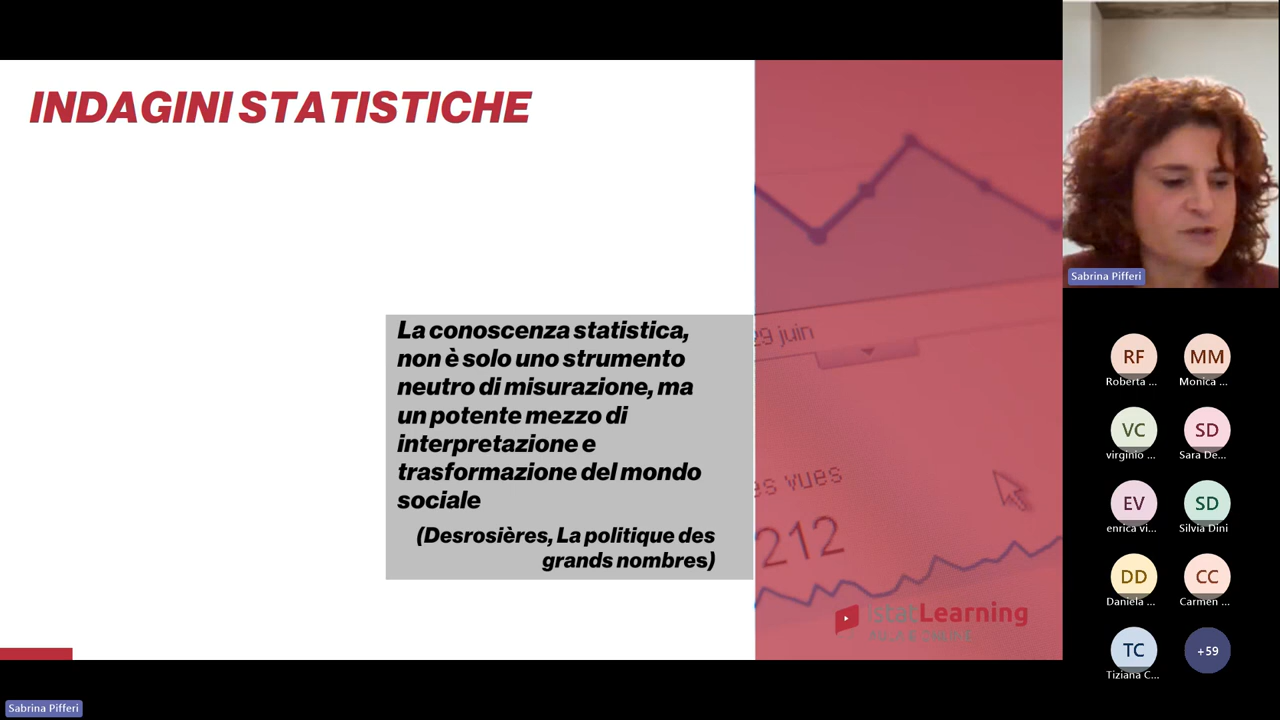 INDAGINI STATISTICHE
La conoscenza statistica,
non è solo uno strumento
neutro di misurazione, ma
un potente mezzo di
interpretazione e
trasformazione del mondo
sociale
(Desrosières, La politique des
grands nombres)
29 juin
es vues
212
istatLearning
Sabrina Pifferi
RF
MM
Roberta ...
Monica ...
VC
SD
virginio ...
Sara De...
EV
SD
enrica vi...
Silvia Dini
DD
CC
Daniela ...
Carmen ...
TC
+59
Tiziana C...
Sabrina Pifferi